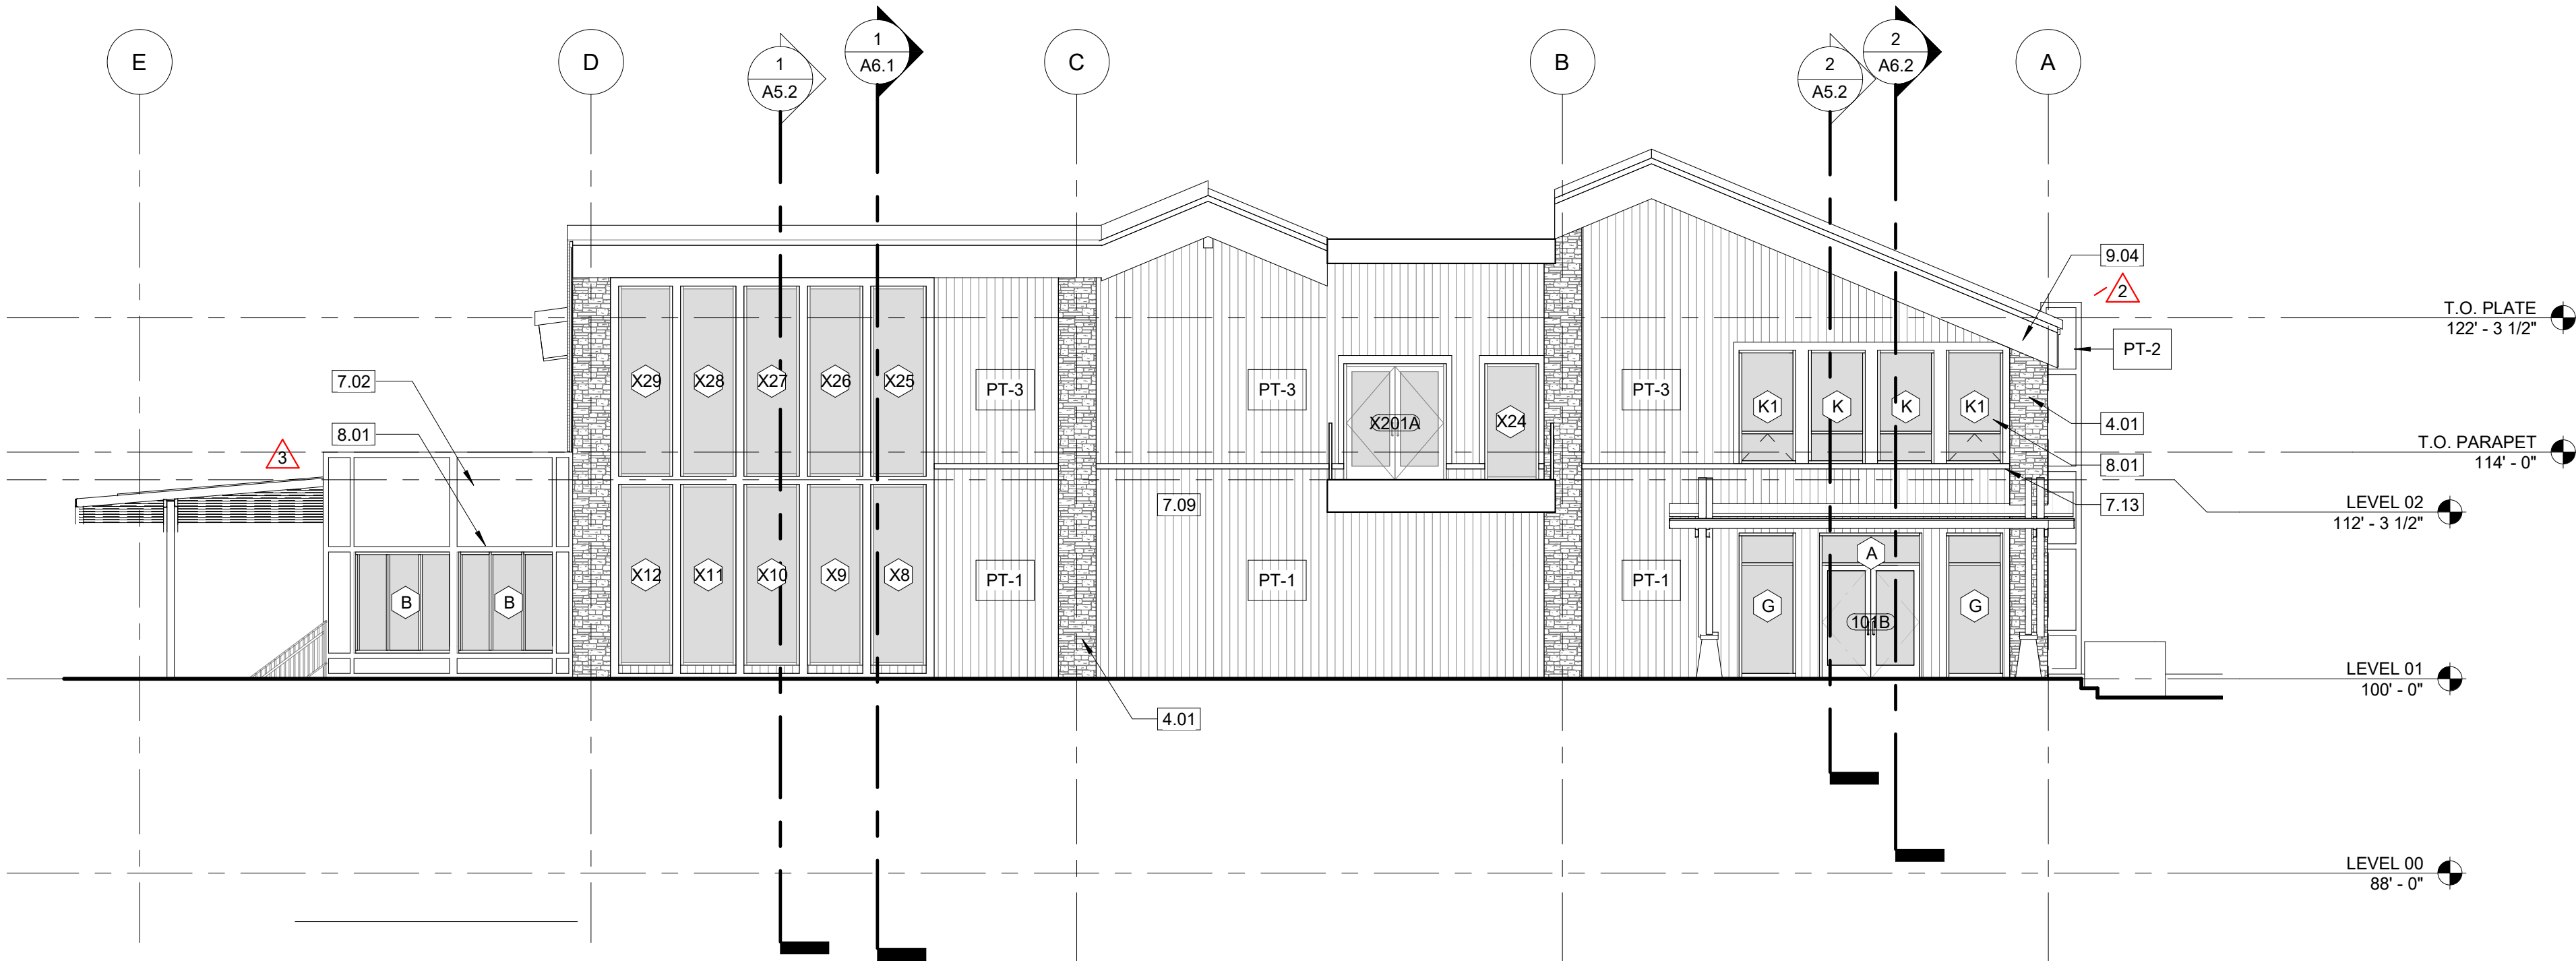 E
D
1
A5.2
1
A6.1
C
B
2
A5.2
2
A6.2
A
9.04
2
T.O. PLATE
122' - 3 1/2"
PT-2
7.02
X29
X28
X27
X26
X25
PT-3
PT-3
X201A
X24
PT-3
K1
K
K
K1
4.01
8.01
3
T.O. PARAPET
114' - 0"
8.01
7.09
7.13
LEVEL 02
112' - 3 1/2"
B
B
X12
X11
X10
X9
X8
PT-1
PT-1
PT-1
A
G
101B
G
LEVEL 01
100' - 0"
4.01
LEVEL 00
88' - 0"